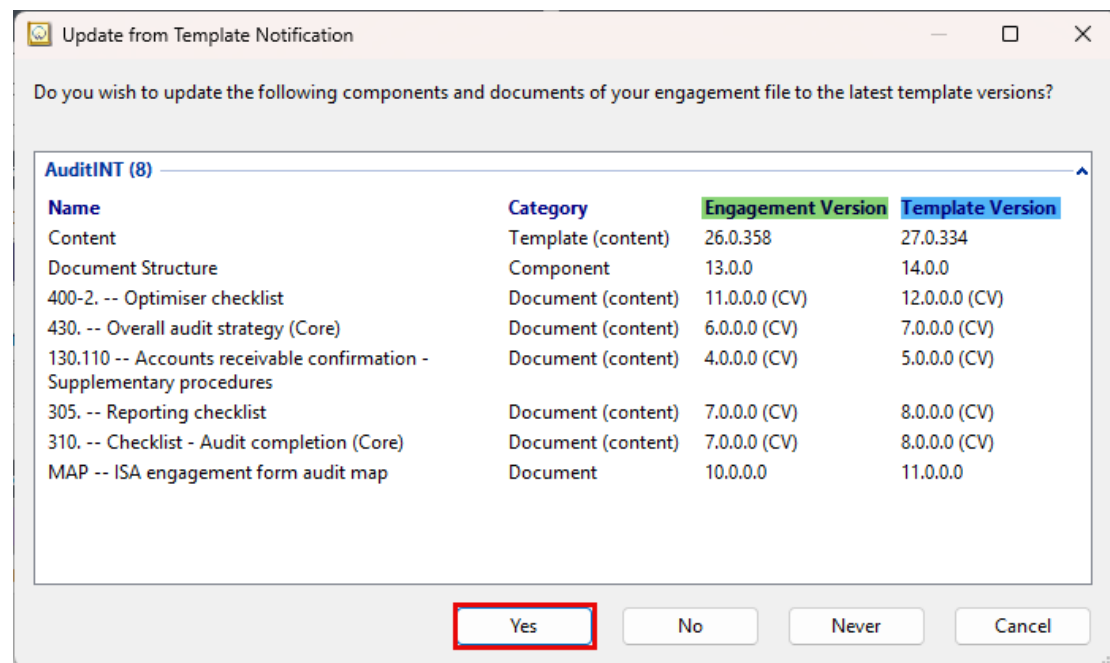 Update from Template Notification
Do you wish to update the following components and documents of your engagement file to the latest template versions?
AuditINT (8)
Name Category Engagement Version Template Version
Content Template (content) 26.0.358 27.0.334
Document Structure Component 13.0.0 14.0.0
400-2. -- Optimiser checklist Document (content) 11.0.0.0 (CV) 12.0.0.0 (CV)
430. -- Overall audit strategy (Core) Document (content) 6.0.0.0 (CV) 7.0.0.0 (CV)
130.110 -- Accounts receivable confirmation - Document (content) 4.0.0.0 (CV) 5.0.0.0 (CV)
Supplementary procedures
305. -- Reporting checklist Document (content) 7.0.0.0 (CV) 8.0.0.0 (CV)
310. -- Checklist - Audit completion (Core) Document (content) 7.0.0.0 (CV) 8.0.0.0 (CV)
MAP -- ISA engagement form audit map Document 10.0.0.0 11.0.0.0
Yes No Never Cancel